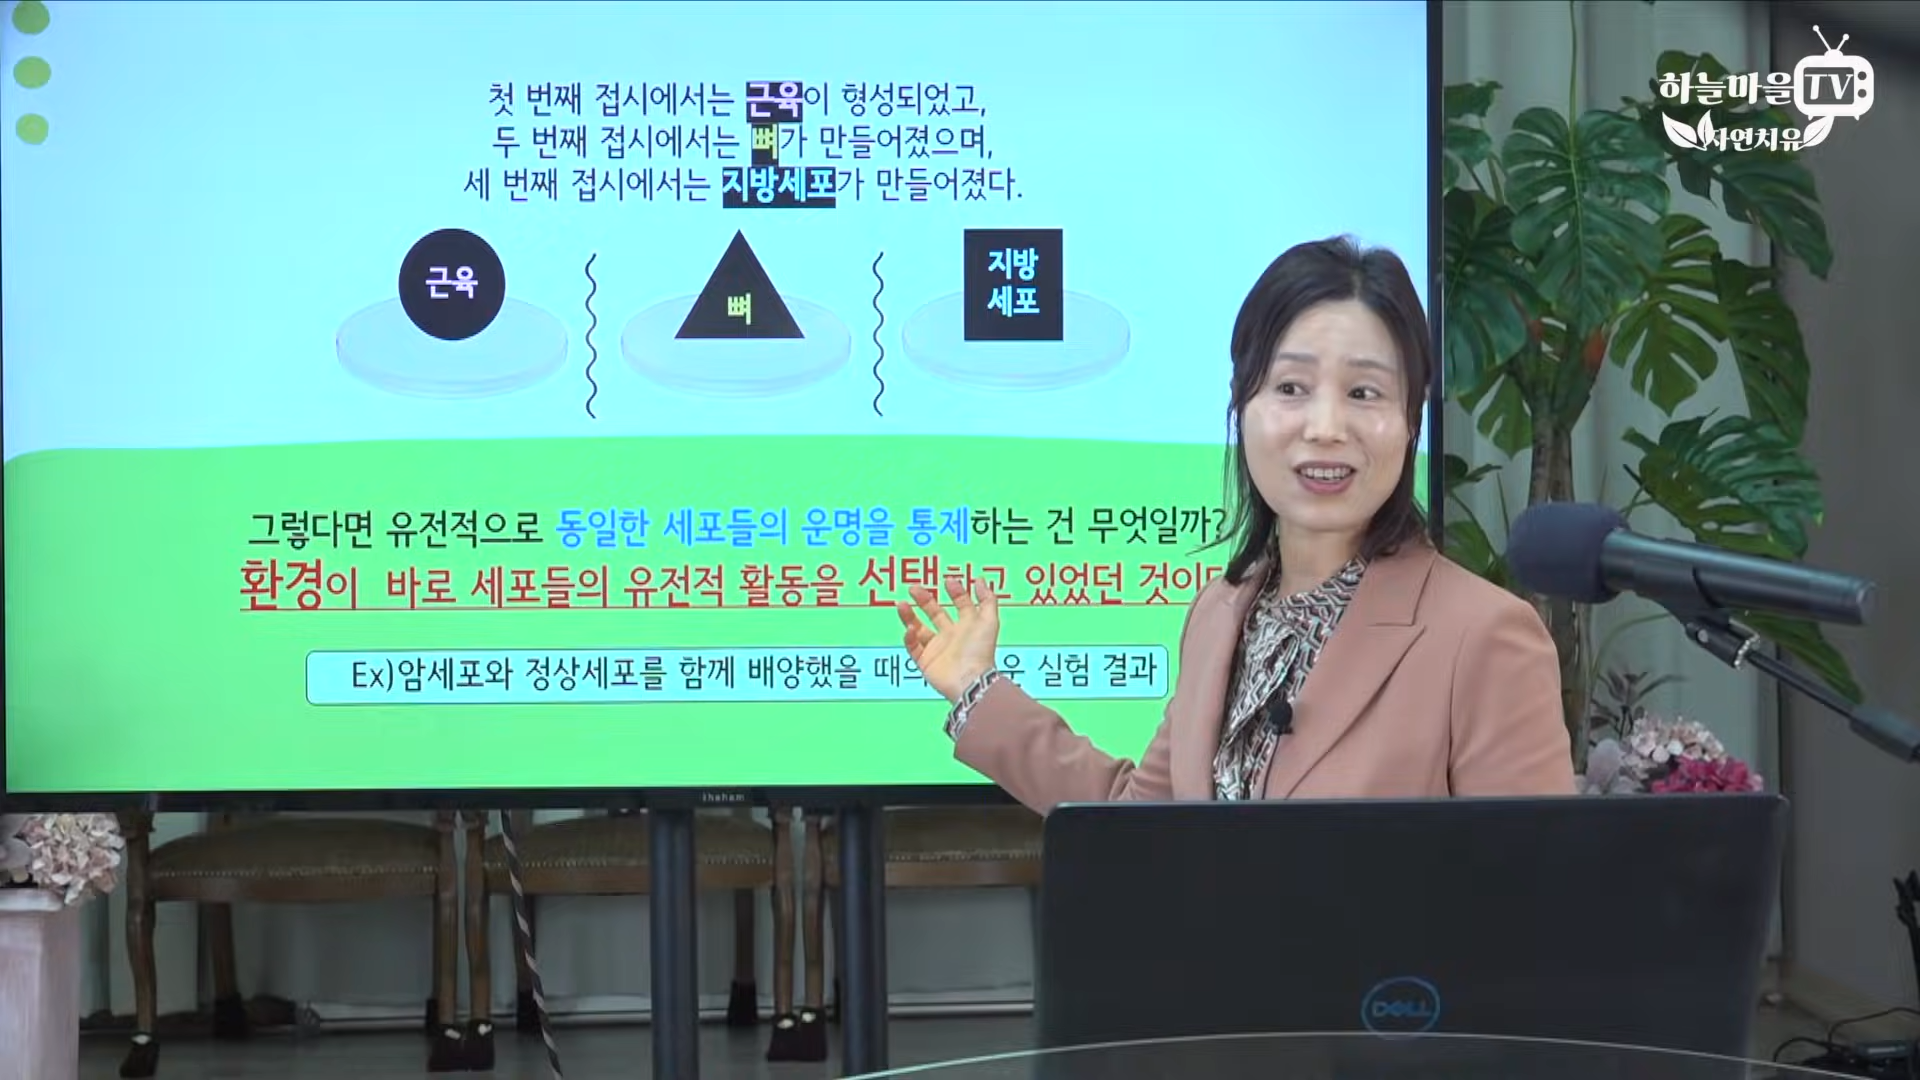 하늘마을TV
자연치유
첫 번째 접시에서는 근육이 형성되었고,
두 번째 접시에서는 뼈가 만들어졌으며,
세 번째 접시에서는 지방세포가 만들어졌다.
근육
뼈
지방
세포
그렇다면 유전적으로 동일한 세포들의 운명을 통제하는 건 무엇일까?
환경이 바로 세포들의 유전적 활동을 선택하고 있었던
Ex)암세포와 정상세포를 함께 배양했을 실험 결과
theham
DELL